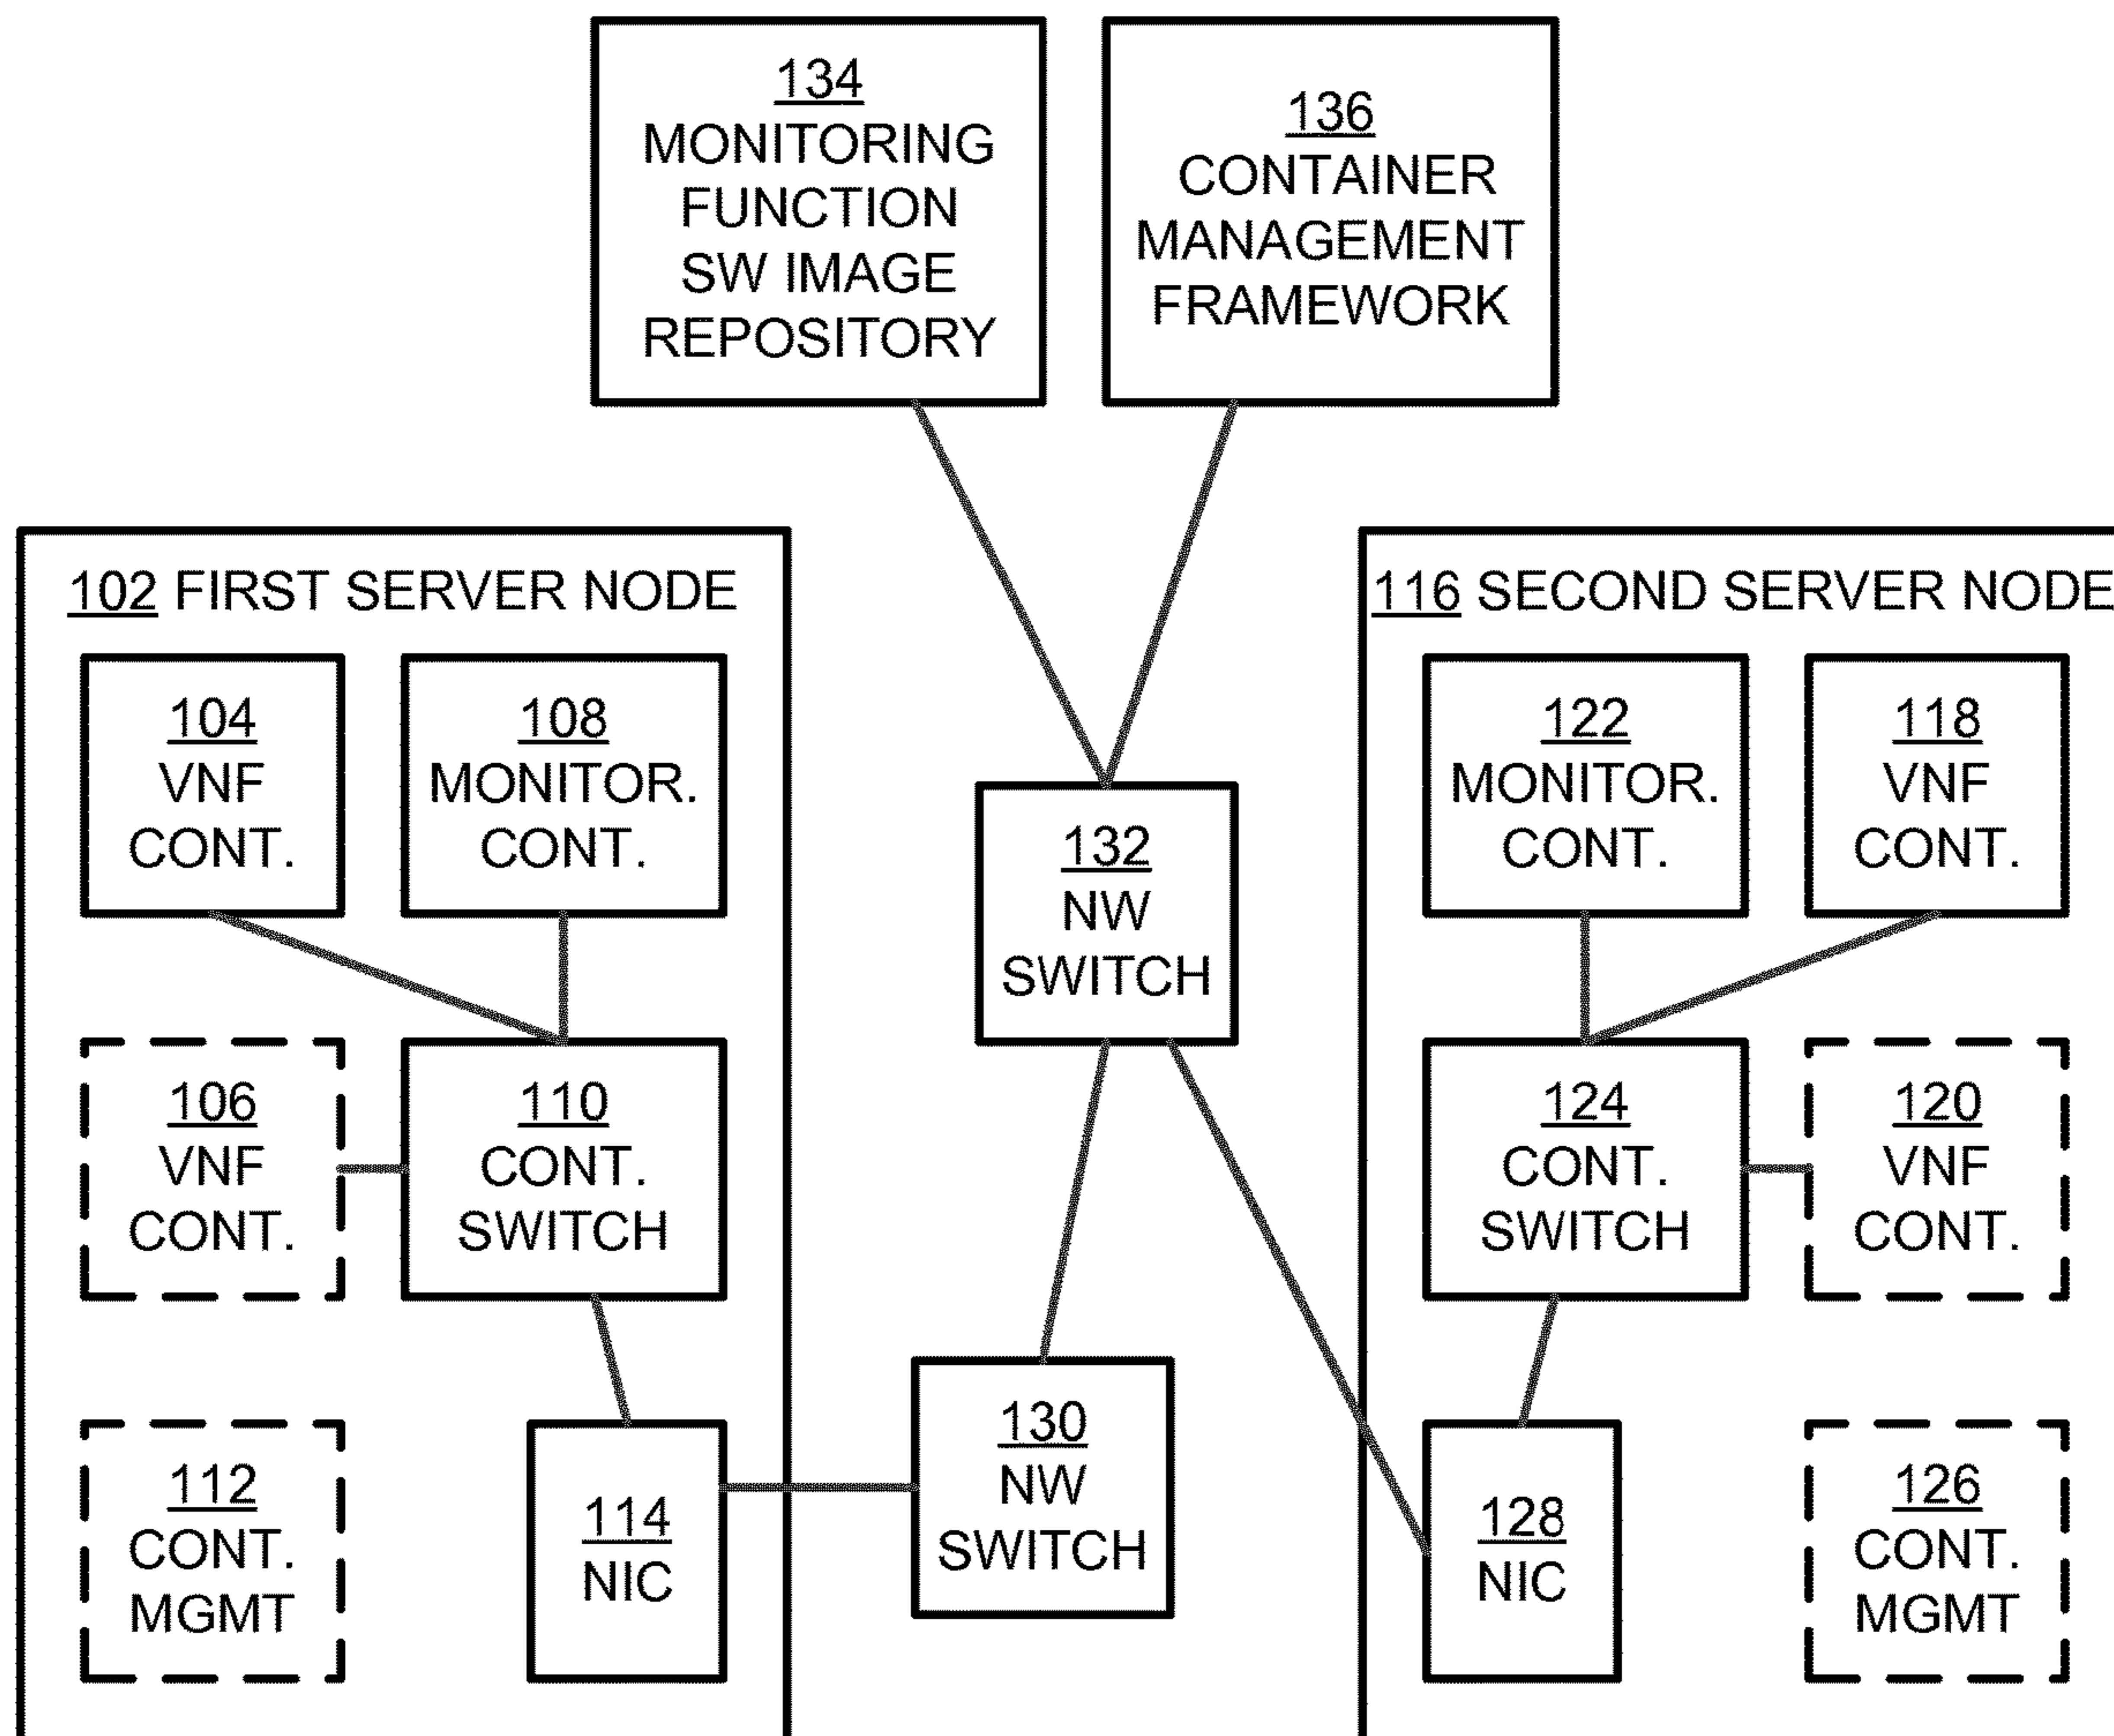 134
MONITORING
FUNCTION
SW IMAGE
REPOSITORY
136
CONTAINER
MANAGEMENT
FRAMEWORK
102 FIRST SERVER NODE
104
VNF
CONT.
108
MONITOR.
CONT.
106
VNF
CONT.
110
CONT.
SWITCH
112
CONT.
MGMT
114
NIC
132
NW
SWITCH
130
NW
SWITCH
116 SECOND SERVER NODE
122
MONITOR.
CONT.
118
VNF
CONT.
124
CONT.
SWITCH
120
VNF
CONT.
128
NIC
126
CONT.
MGMT